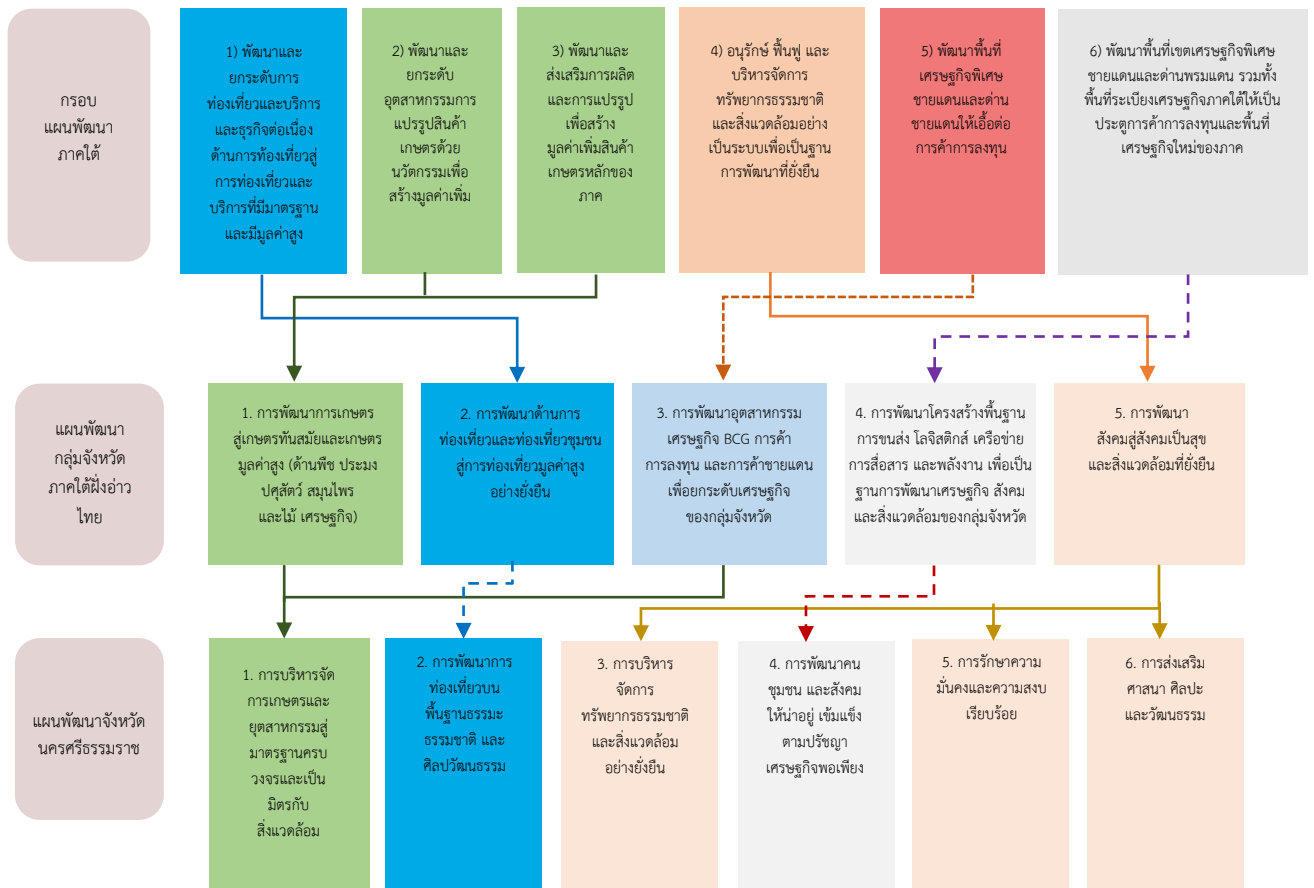 กรอบ
แผนพัฒนา
ภาคใต้
1) พัฒนาและ
ยกระดับการ
ท่องเที่ยวและบริการ
และธุรกิจต่อเนื่อง
ด้านการท้องเที่ยวสู่
การท่องเที่ยวและ
บริการที่มีมาตรฐาน
และมีมูลค่าสูง
2) พัฒนาและ
ยกระดับ
อุตสาหกรรมการ
แปรรูปสินค้า
เกษตรด้วย
นวัตกรรมเพื่อ
สร้างมูลค่าเพิ่ม
3) พัฒนาและ
ส่งเสริมการผลิต
และการแปรรูป
เพื่อสร้าง
มูลค่าเพิ่มสินค้า
เกษตรหลักของ
ภาค
4) อนุรักษ์ ฟื้นฟู และ
บริหารจัดการ
ทรัพยากรธรรมชาติ
และสิ่งแวดล้อมอย่าง
เป็นระบบเพื่อเป็นฐาน
การพัฒนาที่ยั่งยืน
5) พัฒนาพื้นที่
เศรษฐกิจพิเศษ
ชายแดนและด่าน
ชายแดนให้เอื้อต่อ
การค้าการลงทุน
6) พัฒนาพื้นที่เขตเศรษฐกิจพิเศษ
ชายแดนและด่านพรมแดน รวมทั้ง
พื้นที่ระเบียงเศรษฐกิจภาคใต้ให้เป็น
ประตูการค้าการลงทุนและพื้นที่
เศรษฐกิจใหม่ของภาค
แผนพัฒนา
กลุ่มจังหวัด
ภาคใต้ฝั่งอ่าว
ไทย
1. การพัฒนาการเกษตร
สู่เกษตรทันสมัยและเกษตร
มูลค่าสูง (ด้านพืช ประมง
ปศุสัตว์ สมุนไพร
และไม้ เศรษฐกิจ)
2. การพัฒนาด้านการ
ท่องเที่ยวและท่องเที่ยวชุมชน
สู่การท่องเที่ยวมูลค่าสูง
อย่างยั่งยืน
3. การพัฒนาอุตสาหกรรม
เศรษฐกิจ BCG การค้า
การลงทุน และการค้าชายแดน
เพื่อยกระดับเศรษฐกิจ
ของกลุ่มจังหวัด
4. การพัฒนาโครงสร้างพื้นฐาน
การขนส่ง โลจิสติกส์ เครือข่าย
การสื่อสาร และพลังงาน เพื่อเป็น
ฐานการพัฒนาเศรษฐกิจ สังคม
และสิ่งแวดล้อมของกลุ่มจังหวัด
5. การพัฒนา
สังคมสู่สังคมเป็นสุข
และสิ่งแวดล้อมที่ยั่งยืน
แผนพัฒนาจังหวัด
นครศรีธรรมราช
1. การบริหารจัด
การเกษตรและ
ยุตสาหกรรมสู่
มาตรฐานครบ
วงจรและเป็น
มิตรกับ
สิ่งแวดล้อม
2. การพัฒนาการ
ท่องเที่ยวบน
พื้นฐานธรรมะ
ธรรมชาติ และ
ศิลปวัฒนธรรม
3. การบริหาร
จัดการ
ทรัพยากรธรรมชาติ
และสิ่งแวดล้อม
อย่างยั่งยืน
4. การพัฒนาคน
ชุมชน และสังคม
ให้น่าอยู่ เข้มแข็ง
ตามปรัชญา
เศรษฐกิจพอเพียง
5. การรักษาความ
มั่นคงและความสงบ
เรียบร้อย
6. การส่งเสริม
ศาสนา ศิลปะ
และวัฒนธรรม